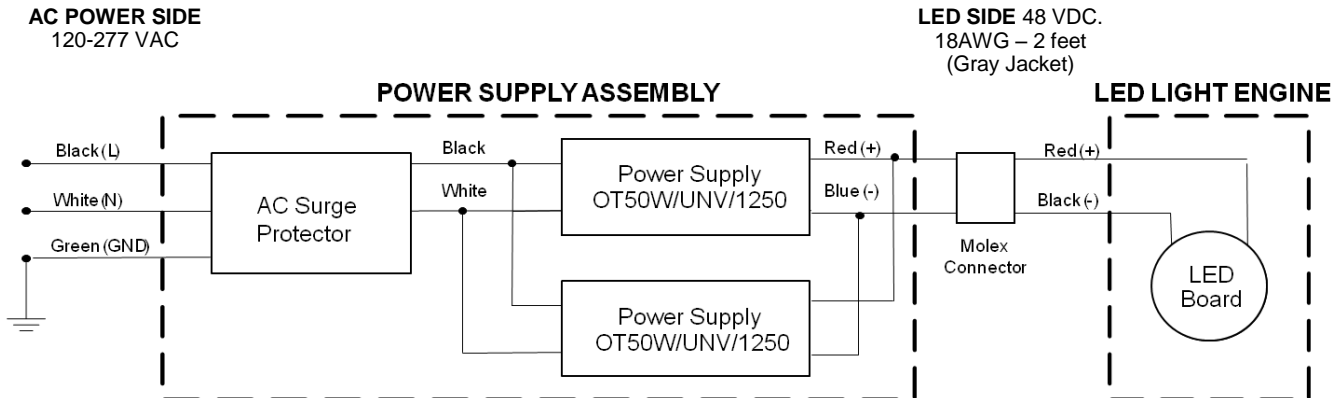 AC POWER SIDE
120-277 VAC
LED SIDE 48 VDC.
18AWG – 2 feet
(Gray Jacket)
POWER SUPPLY ASSEMBLY
LED LIGHT ENGINE
Black (L)
White (N)
Green (GND)
AC Surge
Protector
Black
White
Power Supply
OT50W/UNV/1250
Red (+)
Blue (-)
Power Supply
OT50W/UNV/1250
Molex
Connector
Red (+)
Black (-)
LED
Board